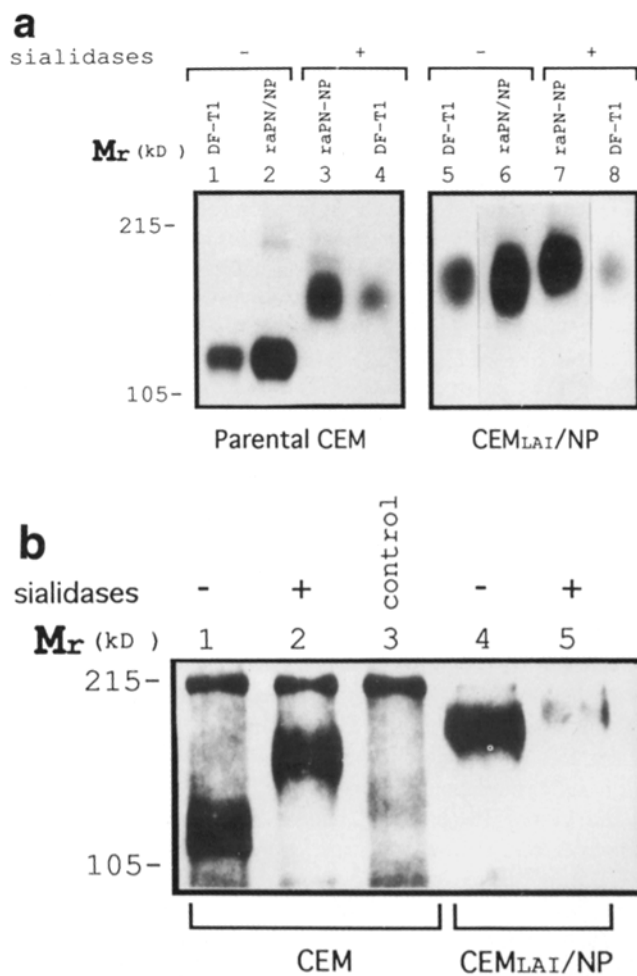 a
sialidases - + - +
Mr (kD) DF-T1 raPN/NP raPN-NP DF-T1 DF-T1 raPN/NP raPN-NP DF-T1
1 2 3 4 5 6 7 8
215-
105-
Parental CEM CEMLAI/NP
b
sialidases - + control - +
Mr (kD ) 1 2 3 4 5
215-
105-
CEM CEMLAI/NP